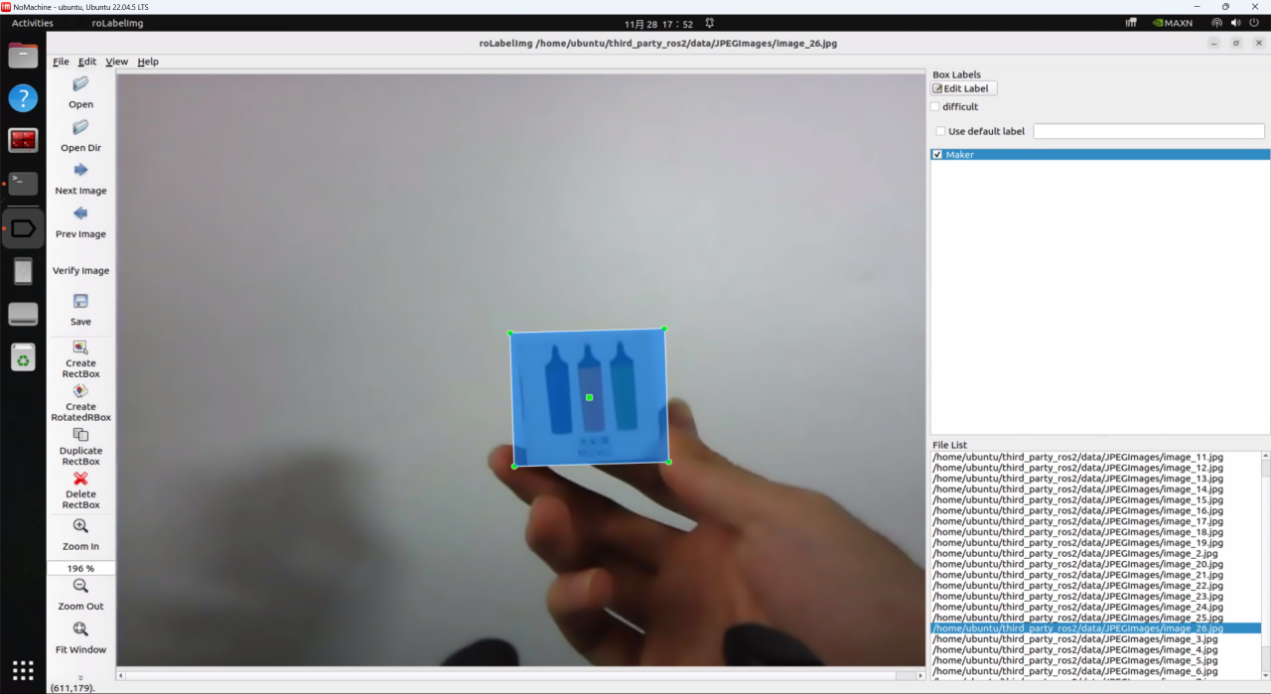 NoMachine - ubuntu, Ubuntu 22.04.5 LTS
Activities
roLabelImg
11月 28 17：52
MAXN
roLabelImg /home/ubuntu/third_party_ros2/data/JPEGImages/image_26.jpg
File Edit View Help
Open
Open Dir
Next Image
Prev Image
Verify Image
Save
Create
RectBox
Create
RotatedRBox
Duplicate
RectBox
Delete
RectBox
Zoom In
196 %
Zoom Out
Fit Window
(611,179).
Box Labels
Edit Label
difficult
Use default label
Maker
File List
/home/ubuntu/third_party_ros2/data/JPEGImages/image_11.jpg
/home/ubuntu/third_party_ros2/data/JPEGImages/image_12.jpg
/home/ubuntu/third_party_ros2/data/JPEGImages/image_13.jpg
/home/ubuntu/third_party_ros2/data/JPEGImages/image_14.jpg
/home/ubuntu/third_party_ros2/data/JPEGImages/image_15.jpg
/home/ubuntu/third_party_ros2/data/JPEGImages/image_16.jpg
/home/ubuntu/third_party_ros2/data/JPEGImages/image_17.jpg
/home/ubuntu/third_party_ros2/data/JPEGImages/image_18.jpg
/home/ubuntu/third_party_ros2/data/JPEGImages/image_19.jpg
/home/ubuntu/third_party_ros2/data/JPEGImages/image_2.jpg
/home/ubuntu/third_party_ros2/data/JPEGImages/image_20.jpg
/home/ubuntu/third_party_ros2/data/JPEGImages/image_21.jpg
/home/ubuntu/third_party_ros2/data/JPEGImages/image_22.jpg
/home/ubuntu/third_party_ros2/data/JPEGImages/image_23.jpg
/home/ubuntu/third_party_ros2/data/JPEGImages/image_24.jpg
/home/ubuntu/third_party_ros2/data/JPEGImages/image_25.jpg
/home/ubuntu/third_party_ros2/data/JPEGImages/image_26.jpg
/home/ubuntu/third_party_ros2/data/JPEGImages/image_3.jpg
/home/ubuntu/third_party_ros2/data/JPEGImages/image_4.jpg
/home/ubuntu/third_party_ros2/data/JPEGImages/image_5.jpg
/home/ubuntu/third_party_ros2/data/JPEGImages/image_6.jpg